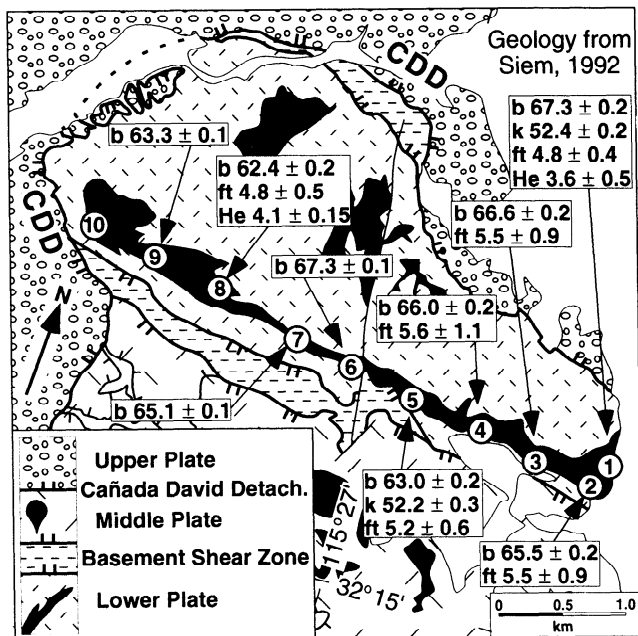 CDD
Geology from
Siem, 1992
b 67.3 ± 0.2
k 52.4 ± 0.2
ft 4.8 ± 0.4
He 3.6 ± 0.5
b 63.3 ± 0.1
b 62.4 ± 0.2
ft 4.8 ± 0.5
He 4.1 ± 0.15
b 66.6 ± 0.2
ft 5.5 ± 0.9
CDD
N
b 67.3 ± 0.1
b 66.0 ± 0.2
ft 5.6 ± 1.1
10
9
8
7
6
5
4
3
2
1
b 65.1 ± 0.1
b 63.0 ± 0.2
k 52.2 ± 0.3
ft 5.2 ± 0.6
b 65.5 ± 0.2
ft 5.5 ± 0.9
115°27'
32°15'
Upper Plate
Cañada David Detach.
Middle Plate
Basement Shear Zone
Lower Plate
0 0.5 1.0
km